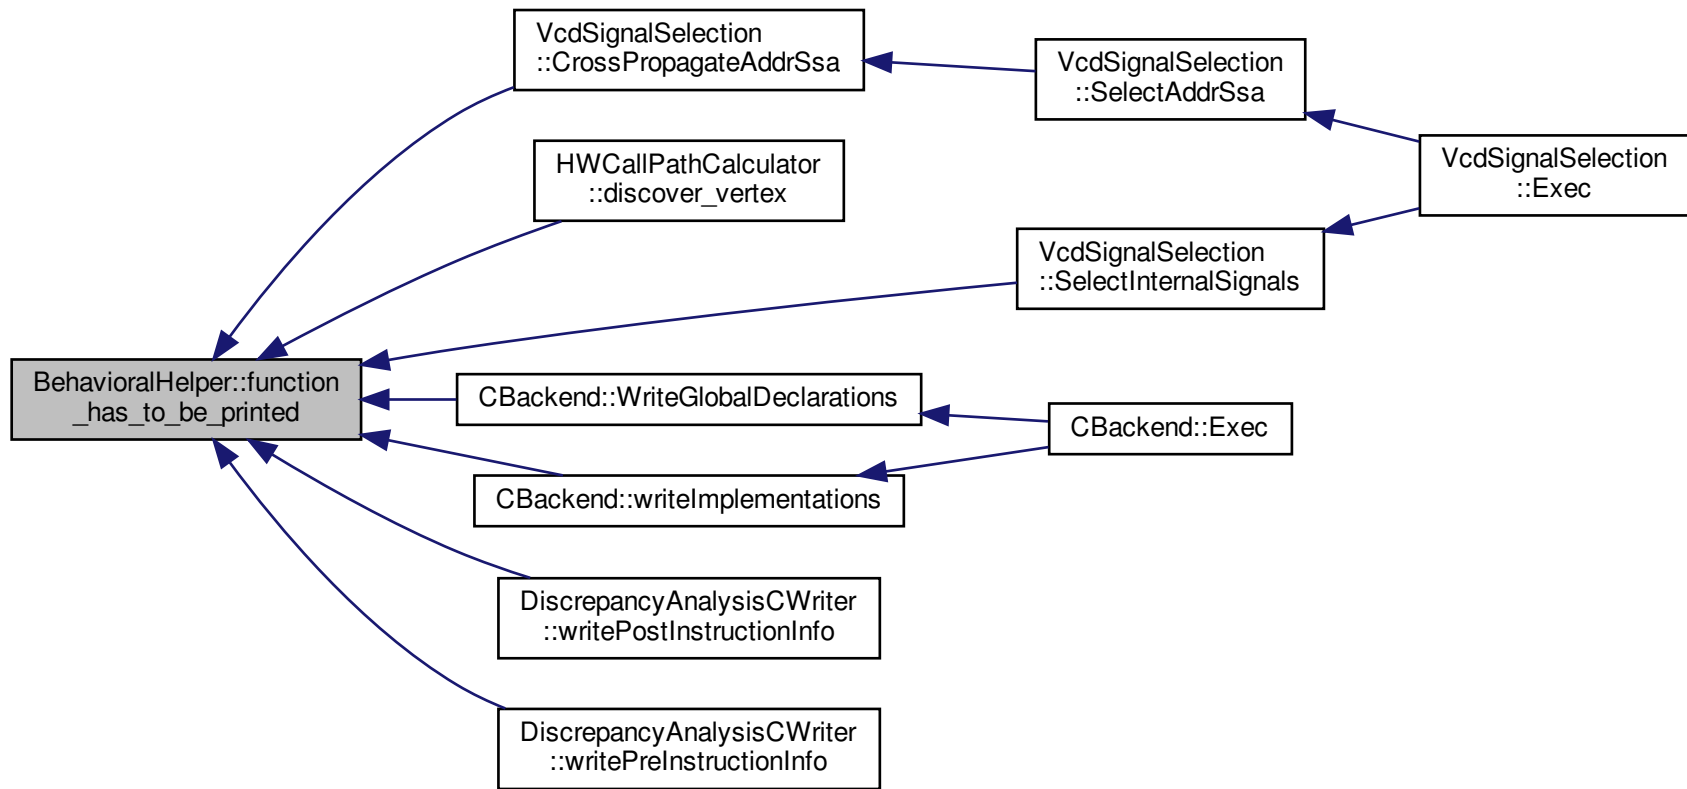 VcdSignalSelection
::CrossPropagateAddrSsa
VcdSignalSelection
::SelectAddrSsa
VcdSignalSelection
::Exec
HWCallPathCalculator
::discover_vertex
VcdSignalSelection
::SelectInternalSignals
BehavioralHelper::function
_has_to_be_printed
CBackend::WriteGlobalDeclarations
CBackend::Exec
CBackend::writeImplementations
DiscrepancyAnalysisCWriter
::writePostInstructionInfo
DiscrepancyAnalysisCWriter
::writePreInstructionInfo